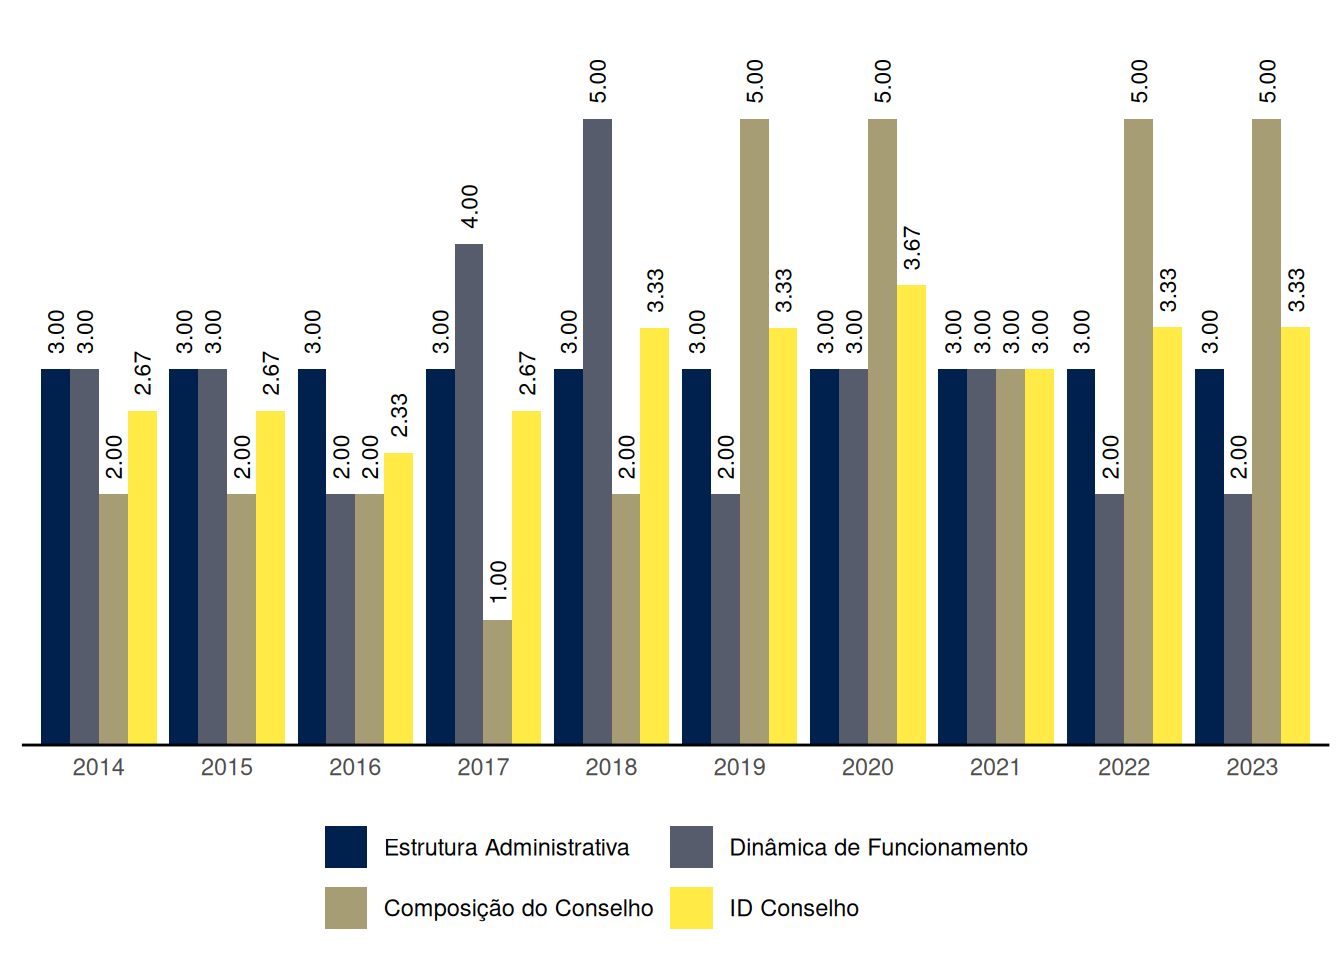 3.00 3.00 2.00 2.67
3.00 3.00 2.00 2.67
3.00 2.00 2.00 2.33
3.00 4.00 1.00 2.67
3.00 5.00 2.00 3.33
3.00 2.00 5.00 3.33
3.00 3.00 5.00 3.67
3.00 3.00 3.00 3.00
3.00 2.00 5.00 3.33
3.00 2.00 5.00 3.33
2014 2015 2016 2017 2018 2019 2020 2021 2022 2023
Estrutura Administrativa Dinâmica de Funcionamento
Composição do Conselho ID Conselho